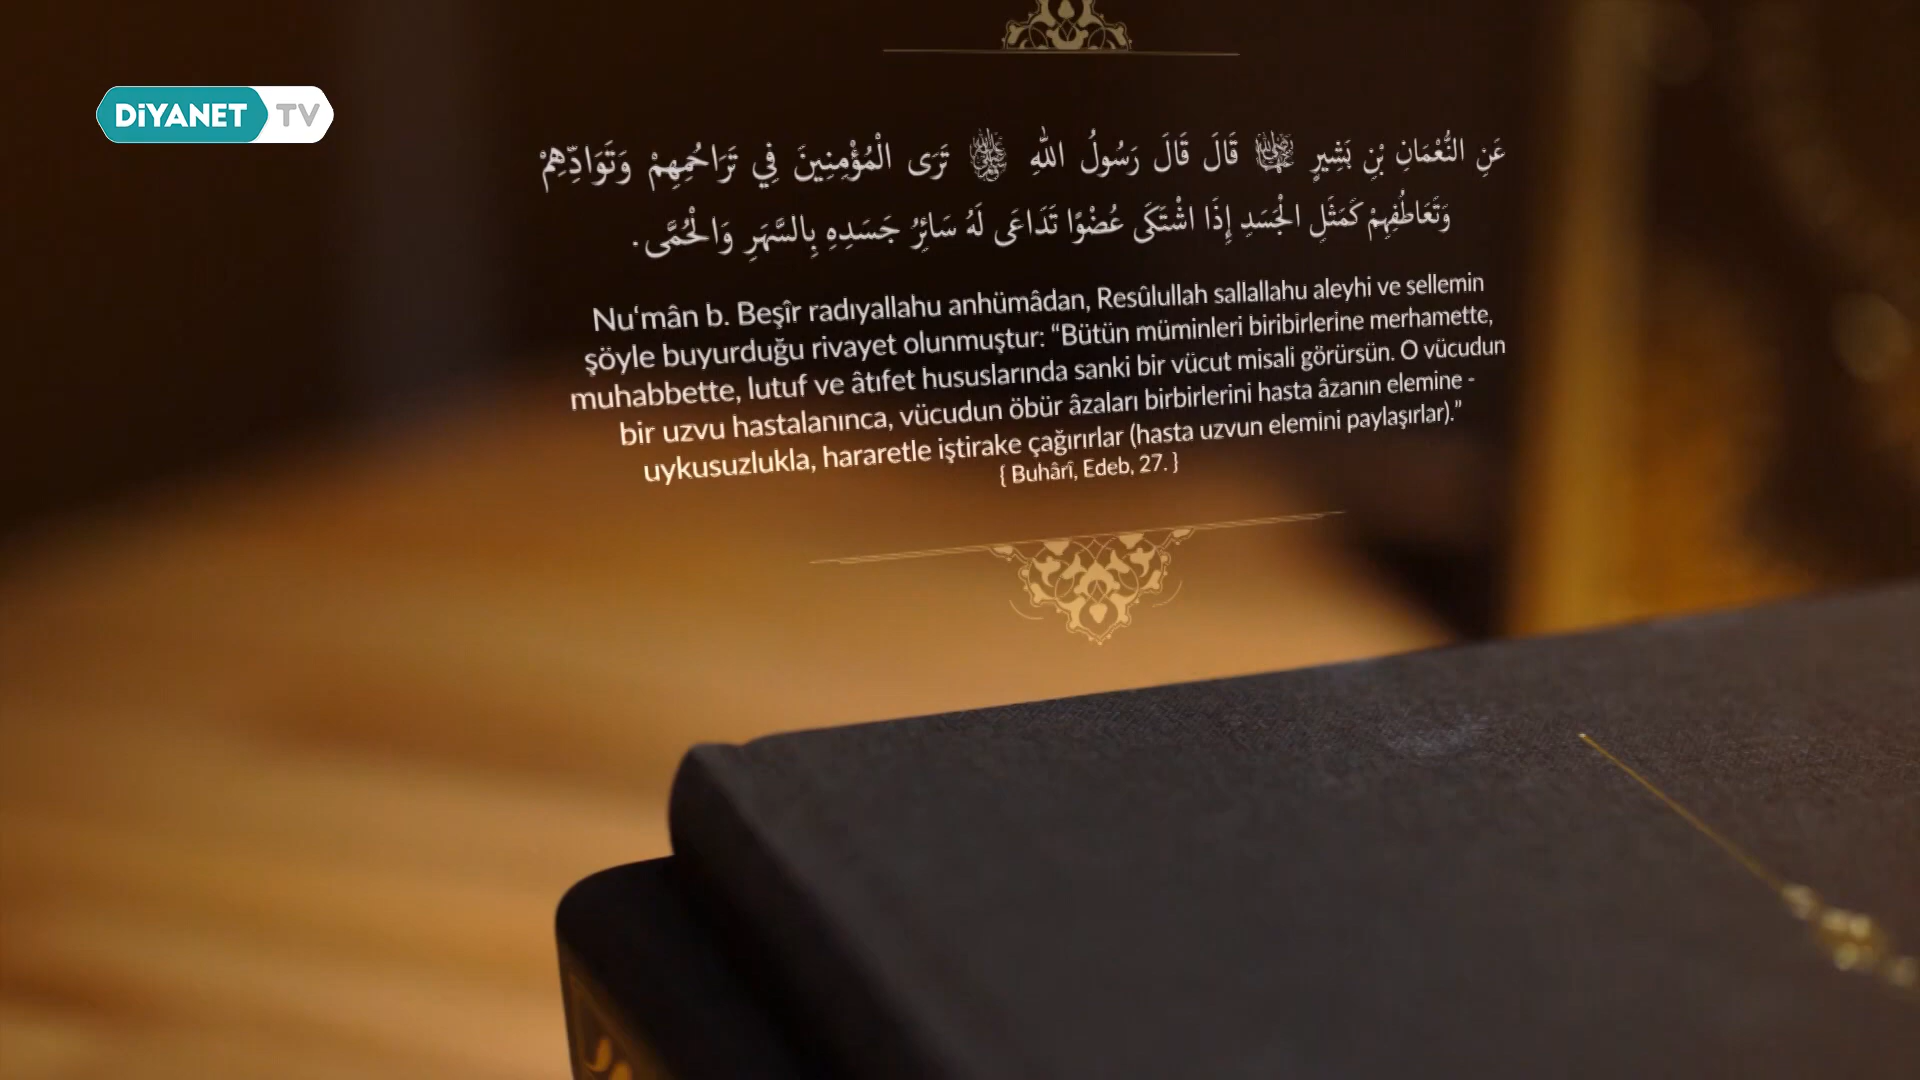 DiYANET TV
عَنِ النُّعْمَانِ بْنِ بَشِيرٍ ﷺ قَالَ قَالَ رَسُولُ اللهِ ﷺ تَرَى الْمُؤْمِنِينَ فِي تَرَاحُمِهِمْ وَتَوَادِّهِمْ
وَتَعَاطُفِهِمْ كَمَثَلِ الْجَسَدِ إِذَا اشْتَكَى عُضْوًا تَدَاعَى لَهُ سَائِرُ جَسَدِهِ بِالسَّهَرِ وَالْحُمَّى.
Nu‘mân b. Beşîr radıyallahu anhümâdan, Resûlullah sallallahu aleyhi ve sellemin
şöyle buyurduğu rivayet olunmuştur: “Bütün müminleri biribirlerine merhamette,
muhabbette, lutuf ve âtıfet hususlarında sanki bir vücut misali görürsün. O vücudun
bir uzvu hastalanınca, vücudun öbür âzaları birbirlerini hasta âzanın elemine -
uykusuzlukla, hararetle iştirake çağırırlar (hasta uzvun elemini paylaşırlar).”
{ Buhârî, Edeb, 27. }